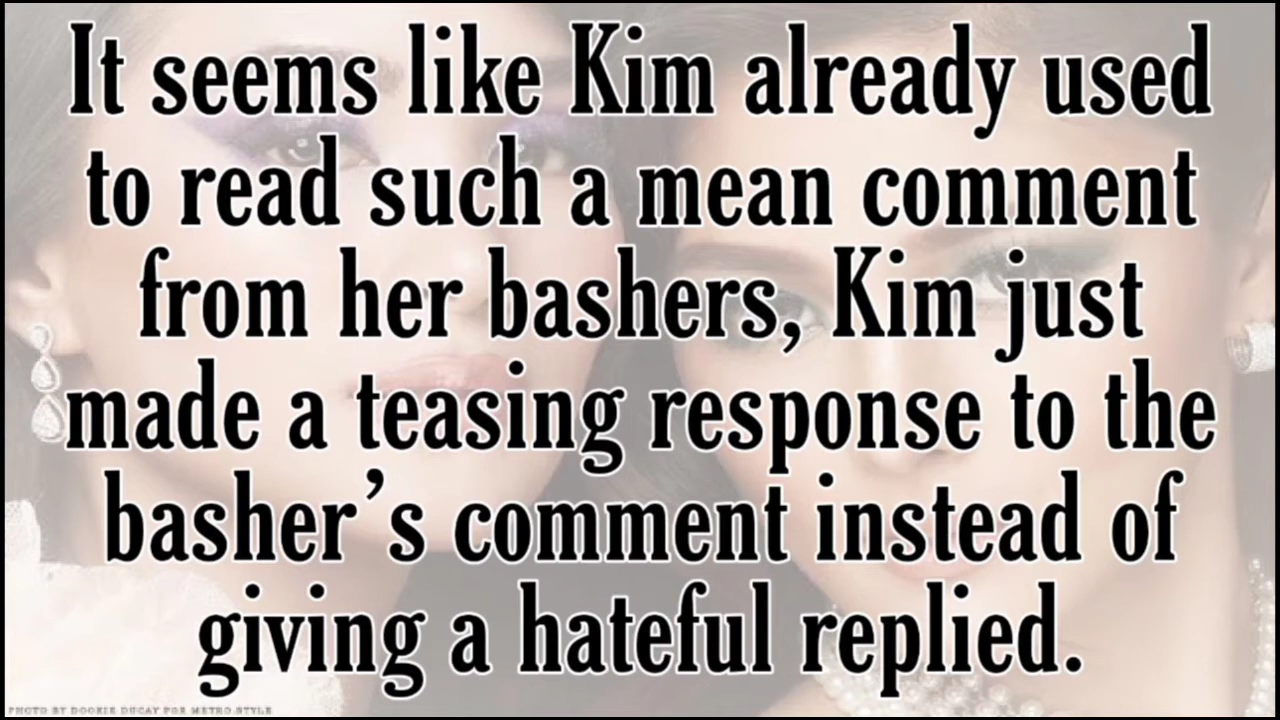 It seems like Kim already used
to read such a mean comment
from her bashers, Kim just
made a teasing response to the
basher’s comment instead of
giving a hateful replied.
PHOTO BY DOOKIE DUCAY FOR METRO.STYLE